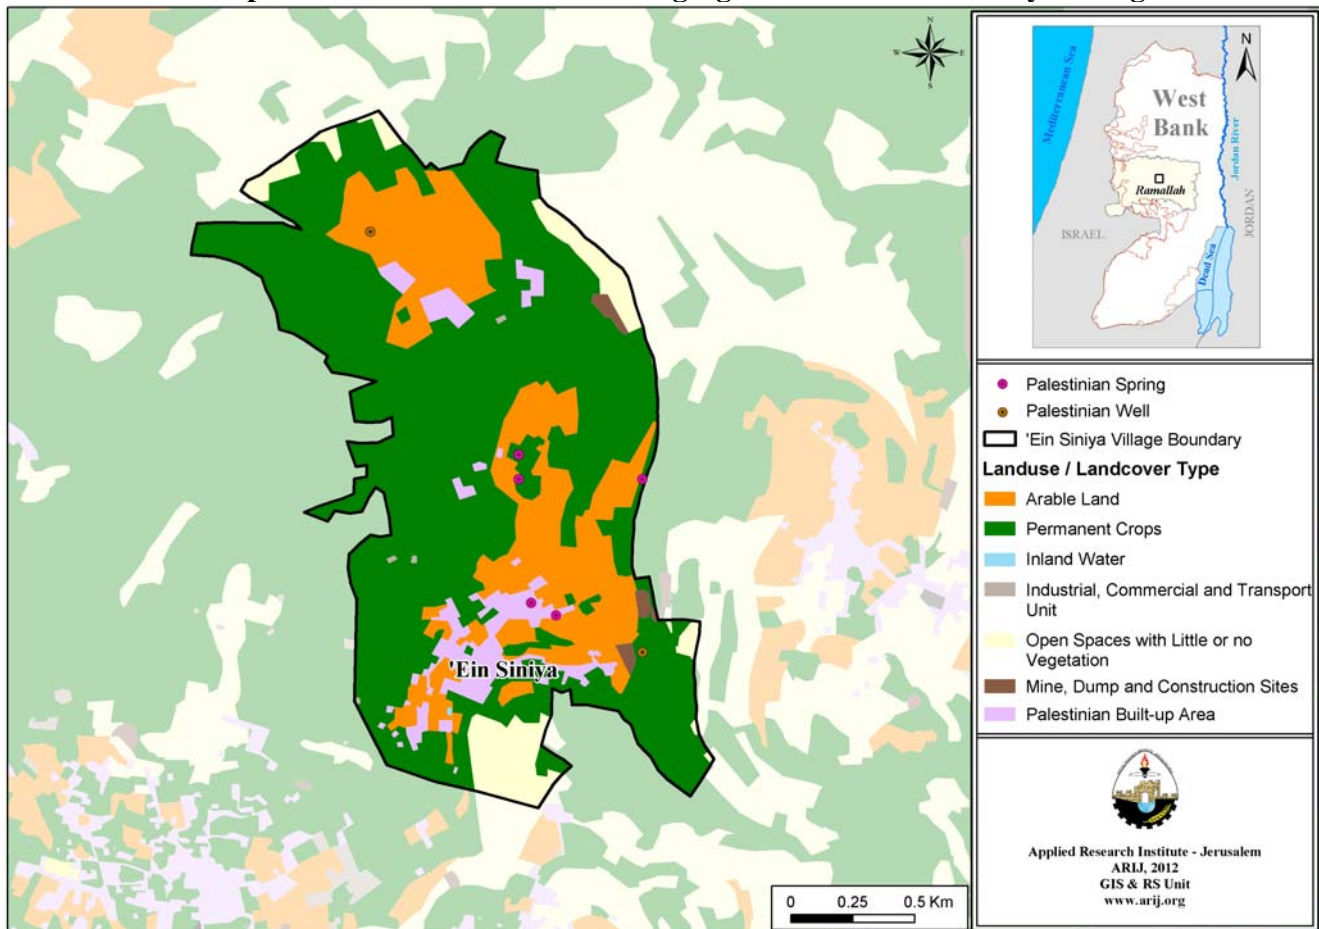 N
W
E
S
'Ein Siniya
0 0.25 0.5 Km
N
Mediterranean Sea
West
Bank
Jordan River
Ramallah
ISRAEL
JORDAN
Dead Sea
Palestinian Spring
Palestinian Well
'Ein Siniya Village Boundary
Landuse / Landcover Type
Arable Land
Permanent Crops
Inland Water
Industrial, Commercial and Transport
Unit
Open Spaces with Little or no
Vegetation
Mine, Dump and Construction Sites
Palestinian Built-up Area
Applied Research Institute - Jerusalem
ARIJ, 2012
GIS & RS Unit
www.arij.org